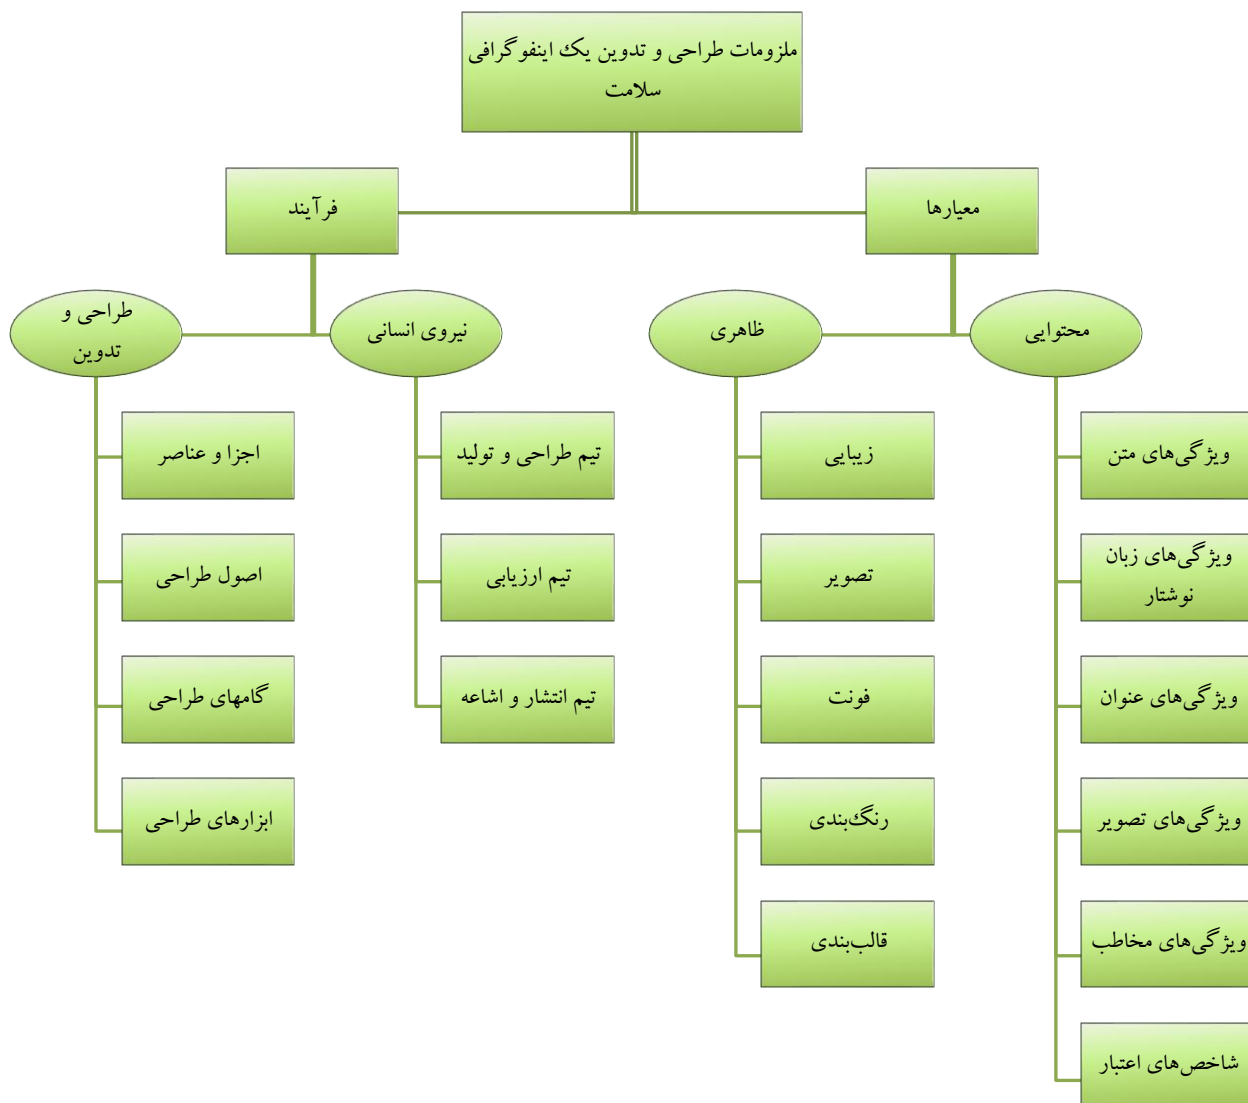 ملزومات طراحی و تدوین یک اینفوگرافی
سلامت
معیارها
فرآیند
محتوایی
ظاهری
نیروی انسانی
طراحی و
تدوین
ویژگی‌های متن
ویژگی‌های زبان
نوشتار
ویژگی‌های عنوان
ویژگی‌های تصویر
ویژگی‌های مخاطب
شاخص‌های اعتبار
زیبایی
تصویر
فونت
رنگ‌بندی
قالب‌بندی
تیم طراحی و تولید
تیم ارزیابی
تیم انتشار و اشاعه
اجزا و عناصر
اصول طراحی
گامهای طراحی
ابزارهای طراحی